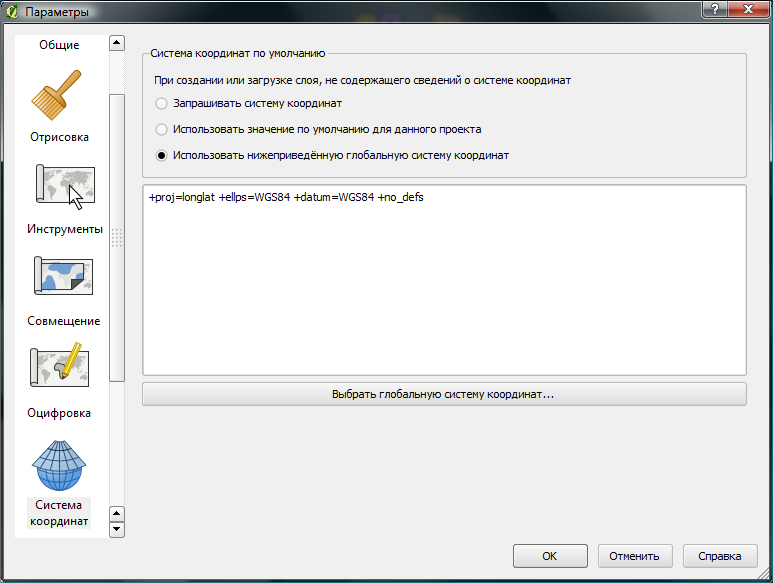 Параметры
Общие
Отрисовка
Инструменты
Совмещение
Оцифровка
Система
координат
Система координат по умолчанию
При создании или загрузке слоя, не содержащего сведений о системе координат
Запрашивать систему координат
Использовать значение по умолчанию для данного проекта
Использовать нижеприведённую глобальную систему координат
+proj=longlat +ellps=WGS84 +datum=WGS84 +no_defs
Выбрать глобальную систему координат...
OK
Отменить
Справка